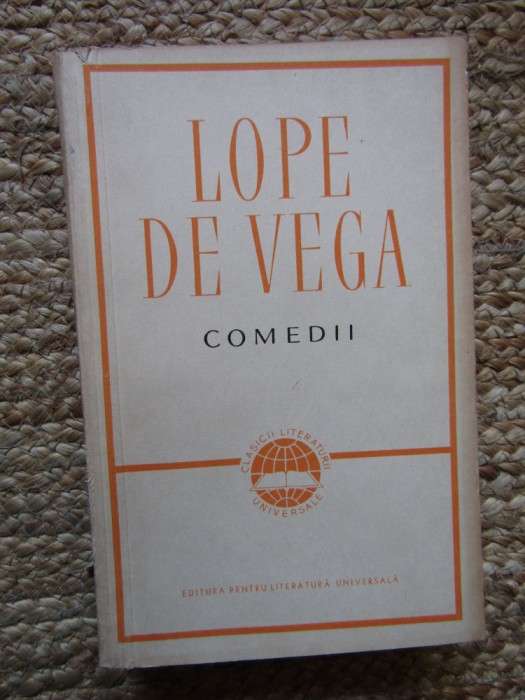 LOPE
DE VEGA
COMEDII
CLASICII LITERATURII
UNIVERSALE
EDITURA PENTRU LITERATURĂ UNIVERSALĂ